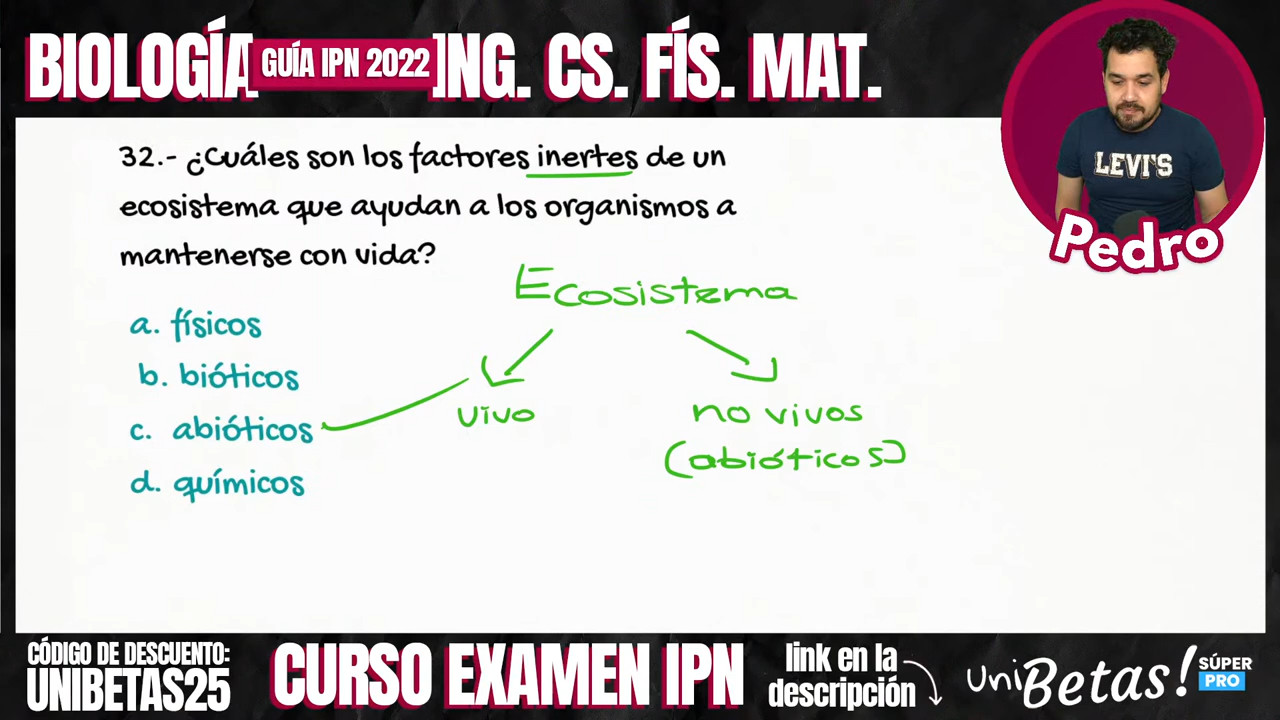 BIOLOGÍA [GUÍA IPN 2022] ING. CS. FÍS. MAT.
LEVI'S
Pedro
32.- ¿Cuáles son los factores inertes de un
ecosistema que ayudan a los organismos a
mantenerse con vida?
Ecosistema
a. físicos
b. bióticos
c. abióticos
d. químicos
vivo
no vivos
(abióticos)
CÓDIGO DE DESCUENTO:
UNIBETAS25
CURSO EXAMEN IPN
link en la
descripción
uniBetas!
SÚPER
PRO